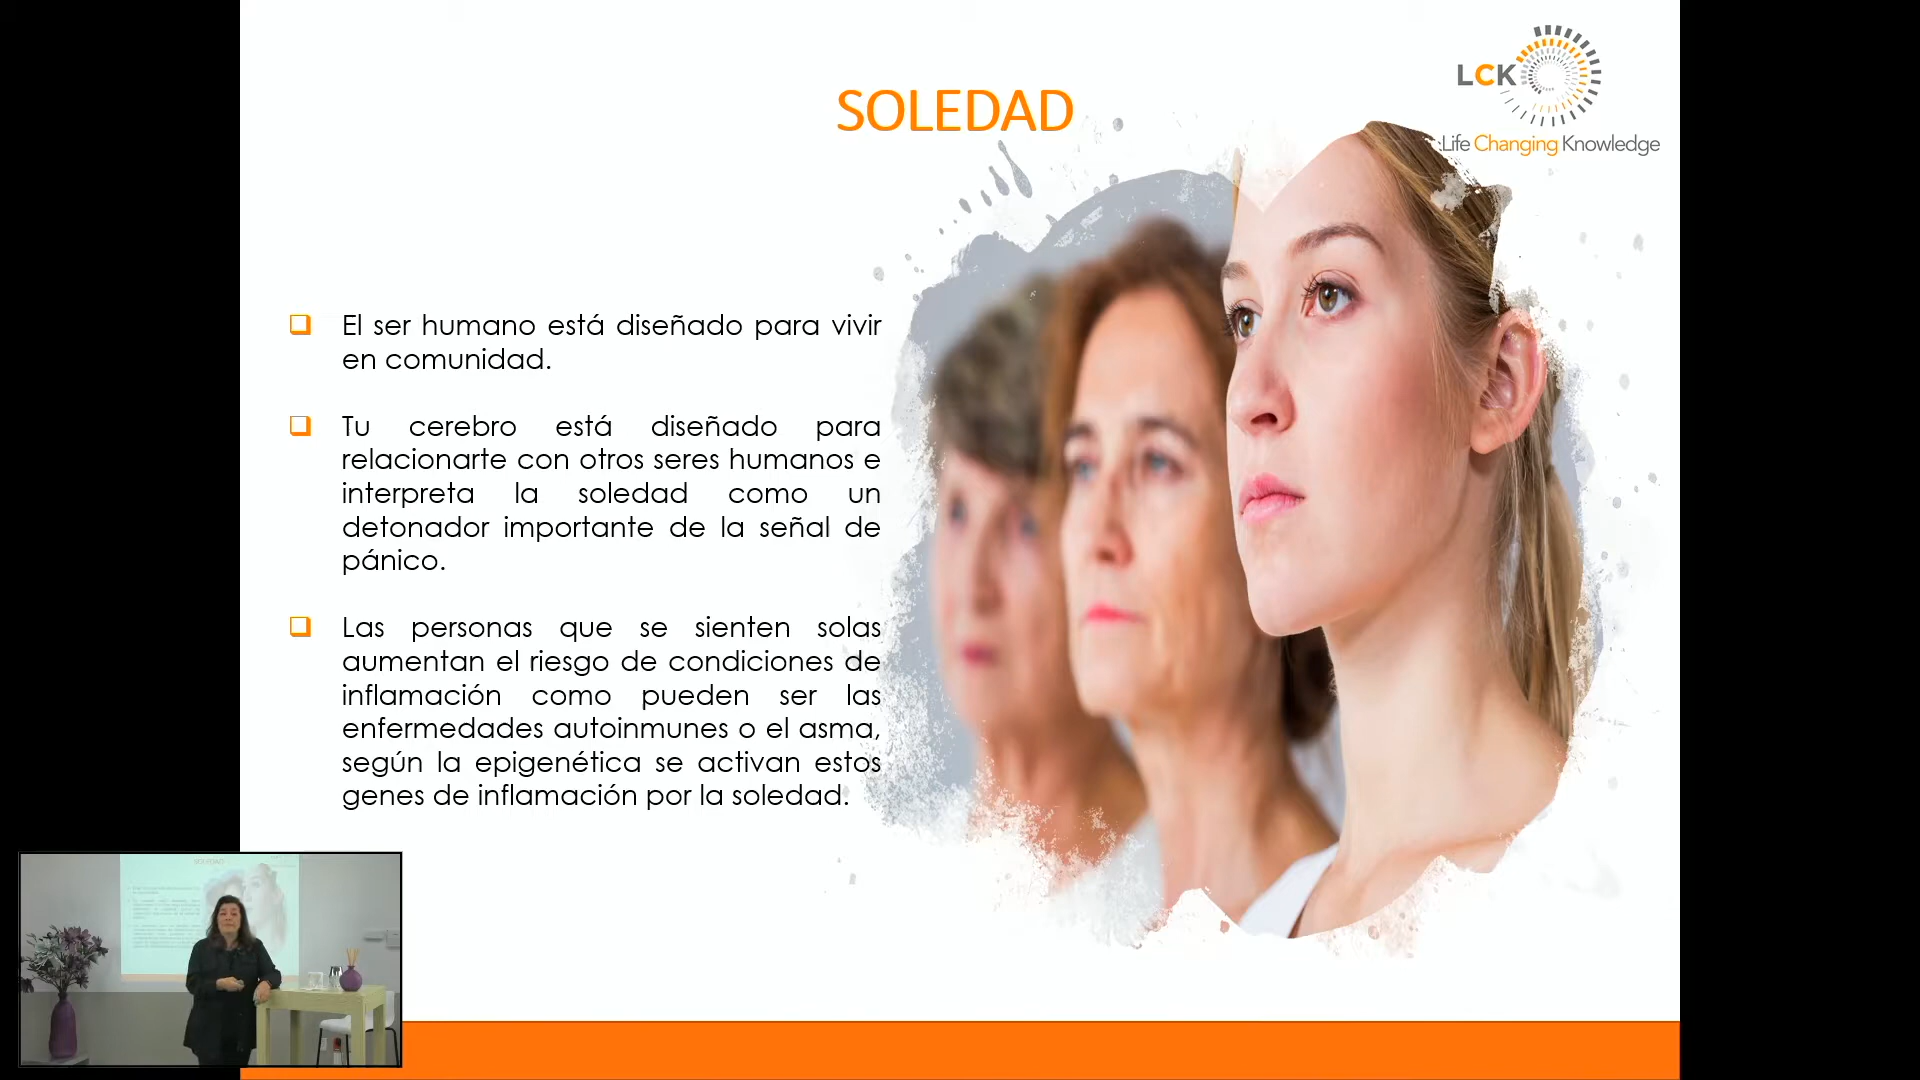 LCK
Life Changing Knowledge
SOLEDAD
El ser humano está diseñado para vivir
en comunidad.
Tu cerebro está diseñado para
relacionarte con otros seres humanos e
interpreta la soledad como un
detonador importante de la señal de
pánico.
Las personas que se sienten solas
aumentan el riesgo de condiciones de
inflamación como pueden ser las
enfermedades autoinmunes o el asma,
según la epigenética se activan estos
genes de inflamación por la soledad.
SOLEDAD